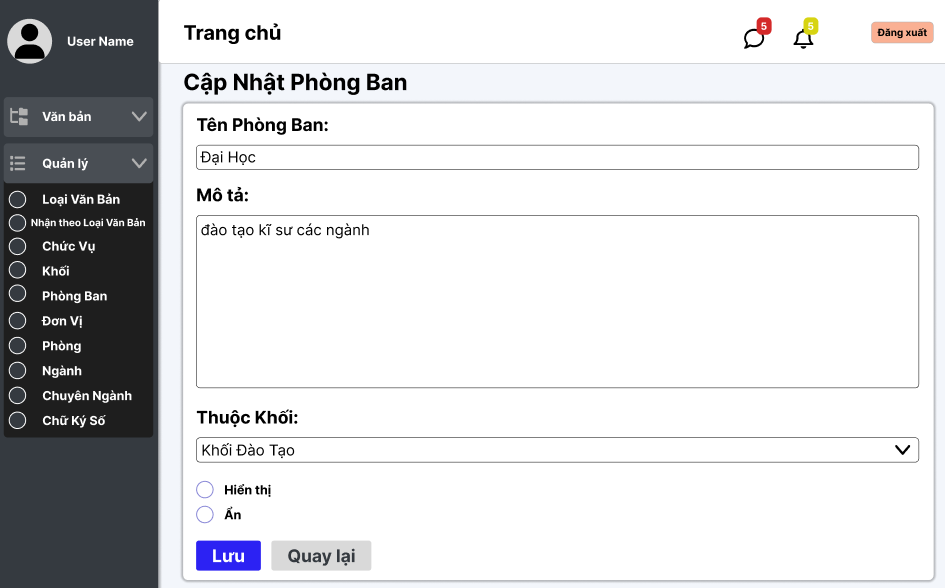 User Name
Văn bản
Quản lý
Loại Văn Bản
Nhận theo Loại Văn Bản
Chức Vụ
Khối
Phòng Ban
Đơn Vị
Phòng
Ngành
Chuyên Ngành
Chữ Ký Số
Trang chủ
5
5
Đăng xuất
Cập Nhật Phòng Ban
Tên Phòng Ban:
Đại Học
Mô tả:
đào tạo kĩ sư các ngành
Thuộc Khối:
Khối Đào Tạo
Hiển thị
Ẩn
Lưu
Quay lại